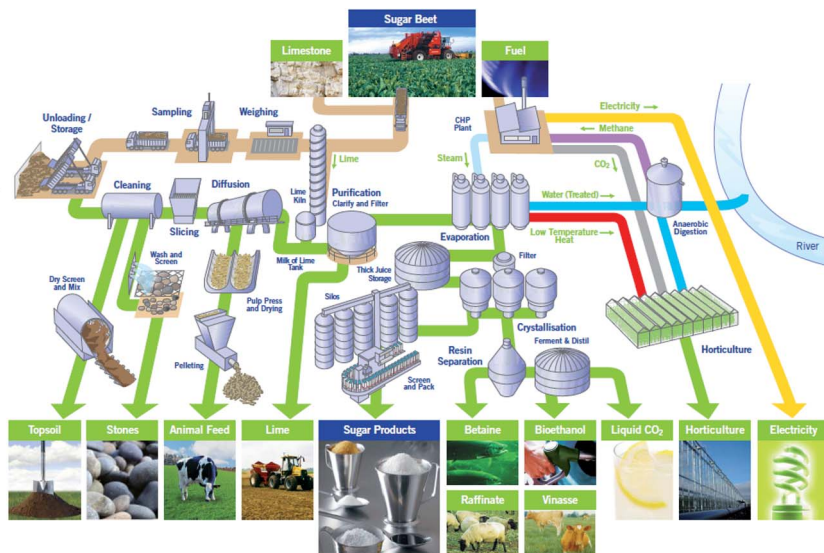 Sugar Beet
Limestone
Fuel
Electricity
Methane
CO₂
CHP
Plant
Unloading /
Storage
Sampling
Weighing
Lime
Steam
Cleaning
Diffusion
Slicing
Lime
Kiln
Purification
Clarify and Filter
Water (Treated)
Anaerobic
Digestion
River
Evaporation
Low Temperature
Heat
Wash and
Screen
Milk of Lime
Tank
Thick Juice
Storage
Filter
Dry Screen
and Mix
Pulp Press
and Drying
Silos
Crystallisation
Pelleting
Resin
Separation
Ferment & Distil
Horticulture
Screen
and Pack
Topsoil
Stones
Animal Feed
Lime
Sugar Products
Betaine
Bioethanol
Liquid CO₂
Horticulture
Electricity
Raffinate
Vinasse